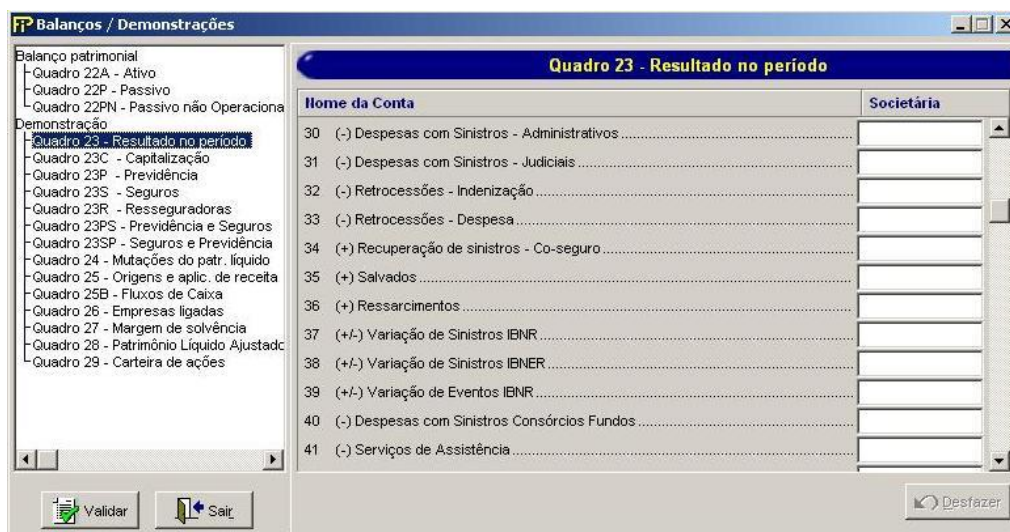 FiP Balanços / Demonstrações
Balanço patrimonial
Quadro 22A - Ativo
Quadro 22P - Passivo
Quadro 22PN - Passivo não Operaciona
Demonstração
Quadro 23 - Resultado no período
Quadro 23C - Capitalização
Quadro 23P - Previdência
Quadro 23S - Seguros
Quadro 23R - Resseguradoras
Quadro 23PS - Previdência e Seguros
Quadro 23SP - Seguros e Previdência
Quadro 24 - Mutações do patr. líquido
Quadro 25 - Origens e aplic. de receita
Quadro 25B - Fluxos de Caixa
Quadro 26 - Empresas ligadas
Quadro 27 - Margem de solvência
Quadro 28 - Patrimônio Líquido Ajustado
Quadro 29 - Carteira de ações
Validar
Sair
Quadro 23 - Resultado no período
Nome da Conta Societária
30 (-) Despesas com Sinistros - Administrativos
31 (-) Despesas com Sinistros - Judiciais
32 (-) Retrocessões - Indenização
33 (-) Retrocessões - Despesa
34 (+) Recuperação de sinistros - Co-seguro
35 (+) Salvados
36 (+) Ressarcimentos
37 (+/-) Variação de Sinistros IBNR
38 (+/-) Variação de Sinistros IBNER
39 (+/-) Variação de Eventos IBNR
40 (-) Despesas com Sinistros Consórcios Fundos
41 (-) Serviços de Assistência
Desfazer